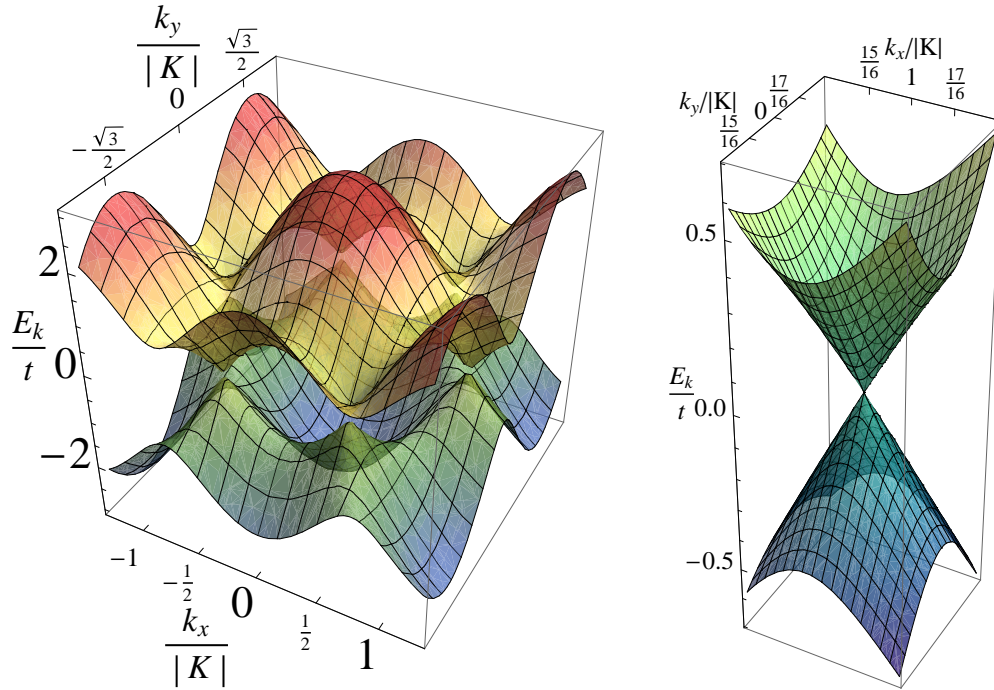 k_y
| K |
-√3/2
0
√3/2
2
0
-2
E_k
t
-1
-1/2
0
1/2
1
k_x
| K |
k_x/|K|
15/16
1
17/16
k_y/|K|
15/16
0
17/16
0.5
0.0
-0.5
E_k
t